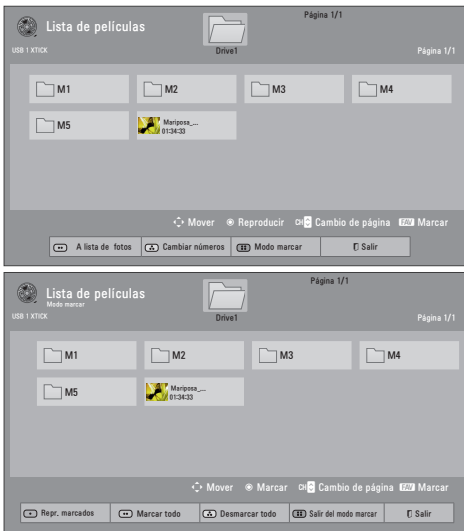 Página 1/1
Lista de películas
USB 1 XTICK
Drive1
Página 1/1
M1
M2
M3
M4
M5
Mariposa_...
01:34:33
Mover
Reproducir
CH
Cambio de página
FAV
Marcar
A lista de fotos
Cambiar números
Modo marcar
Salir
Página 1/1
Lista de películas
Modo marcar
USB 1 XTICK
Drive1
Página 1/1
M1
M2
M3
M4
M5
Mariposa_...
01:34:33
Mover
Marcar
CH
Cambio de página
FAV
Marcar
Repr. marcados
Marcar todo
Desmarcar todo
Salir del modo marcar
Salir